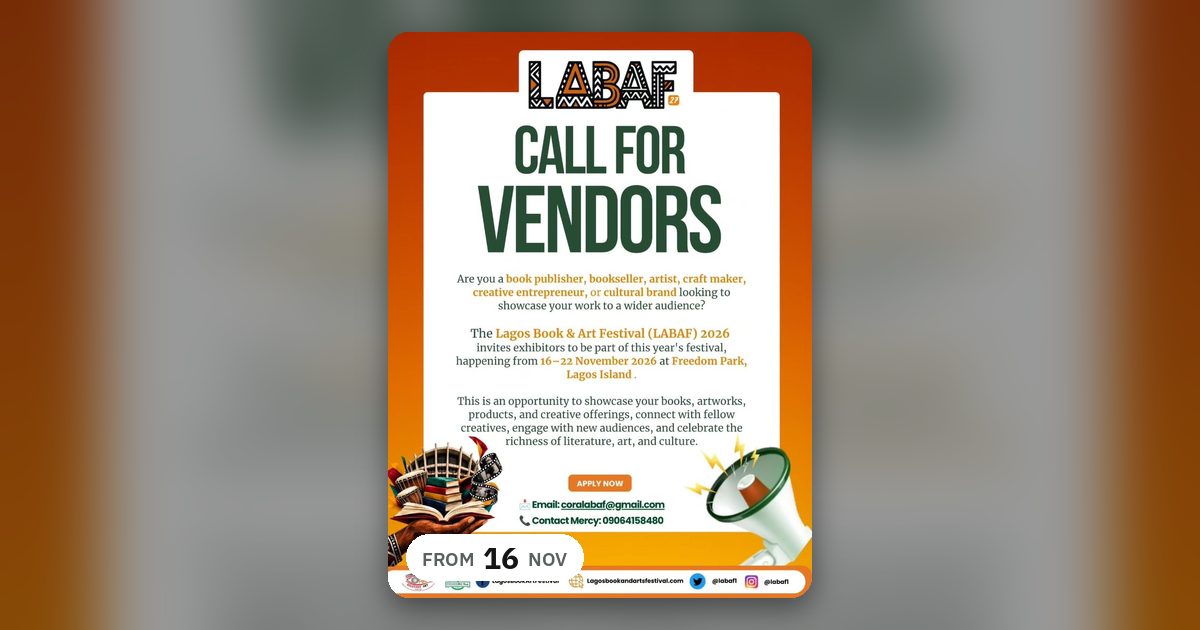 LABAF
27
CALL FOR
VENDORS
Are you a book publisher, bookseller, artist, craft maker,
creative entrepreneur, or cultural brand looking to
showcase your work to a wider audience?
The Lagos Book & Art Festival (LABAF) 2026
invites exhibitors to be part of this year's festival,
happening from 16–22 November 2026 at Freedom Park,
Lagos Island .
This is an opportunity to showcase your books, artworks,
products, and creative offerings, connect with fellow
creatives, engage with new audiences, and celebrate the
richness of literature, art, and culture.
APPLY NOW
Email: coralabaf@gmail.com
Contact Mercy: 09064158480
FROM 16 NOV
Lagosbookandartsfestival.com @labaf1 @labaf1